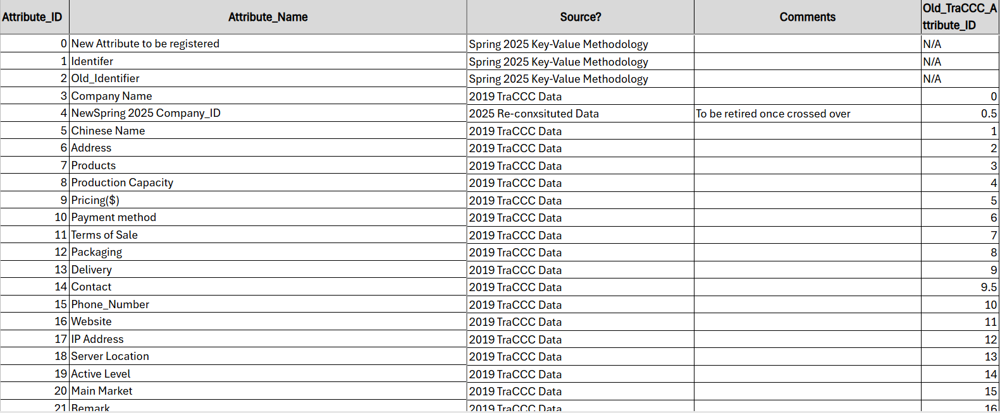 Attribute_ID Attribute_Name Source? Comments Old_TraCCC_A
ttribute_ID
0 New Attribute to be registered Spring 2025 Key-Value Methodology N/A
1 Identifer Spring 2025 Key-Value Methodology N/A
2 Old_Identifier Spring 2025 Key-Value Methodology N/A
3 Company Name 2019 TraCCC Data 0
4 NewSpring 2025 Company_ID 2025 Re-conxsituted Data To be retired once crossed over 0.5
5 Chinese Name 2019 TraCCC Data 1
6 Address 2019 TraCCC Data 2
7 Products 2019 TraCCC Data 3
8 Production Capacity 2019 TraCCC Data 4
9 Pricing($) 2019 TraCCC Data 5
10 Payment method 2019 TraCCC Data 6
11 Terms of Sale 2019 TraCCC Data 7
12 Packaging 2019 TraCCC Data 8
13 Delivery 2019 TraCCC Data 9
14 Contact 2019 TraCCC Data 9.5
15 Phone_Number 2019 TraCCC Data 10
16 Website 2019 TraCCC Data 11
17 IP Address 2019 TraCCC Data 12
18 Server Location 2019 TraCCC Data 13
19 Active Level 2019 TraCCC Data 14
20 Main Market 2019 TraCCC Data 15
21 Remark 2019 TraCCC Data 16